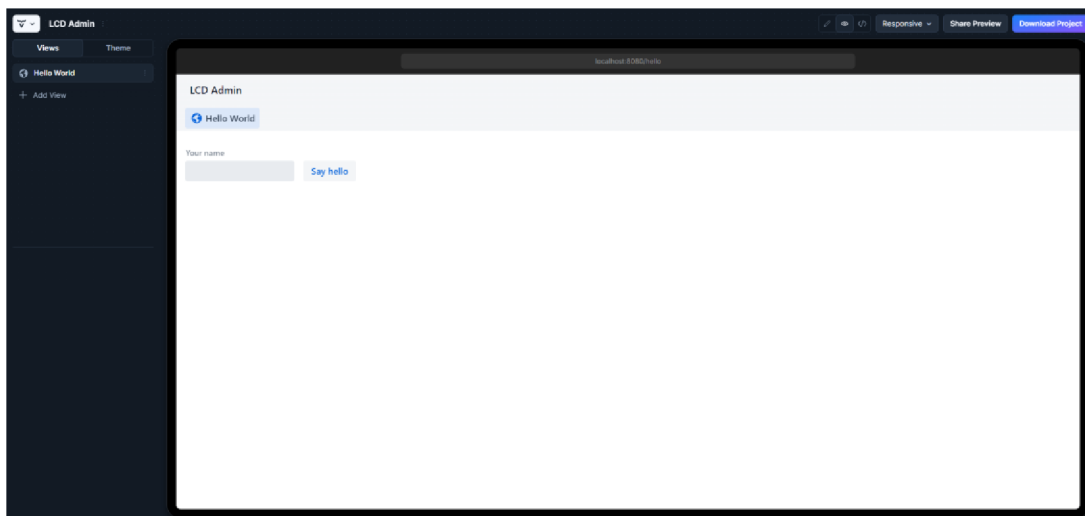 LCD Admin
Responsive
Share Preview
Download Project
Views
Theme
Hello World
Add View
localhost:8080/hello
LCD Admin
Hello World
Your name
Say hello